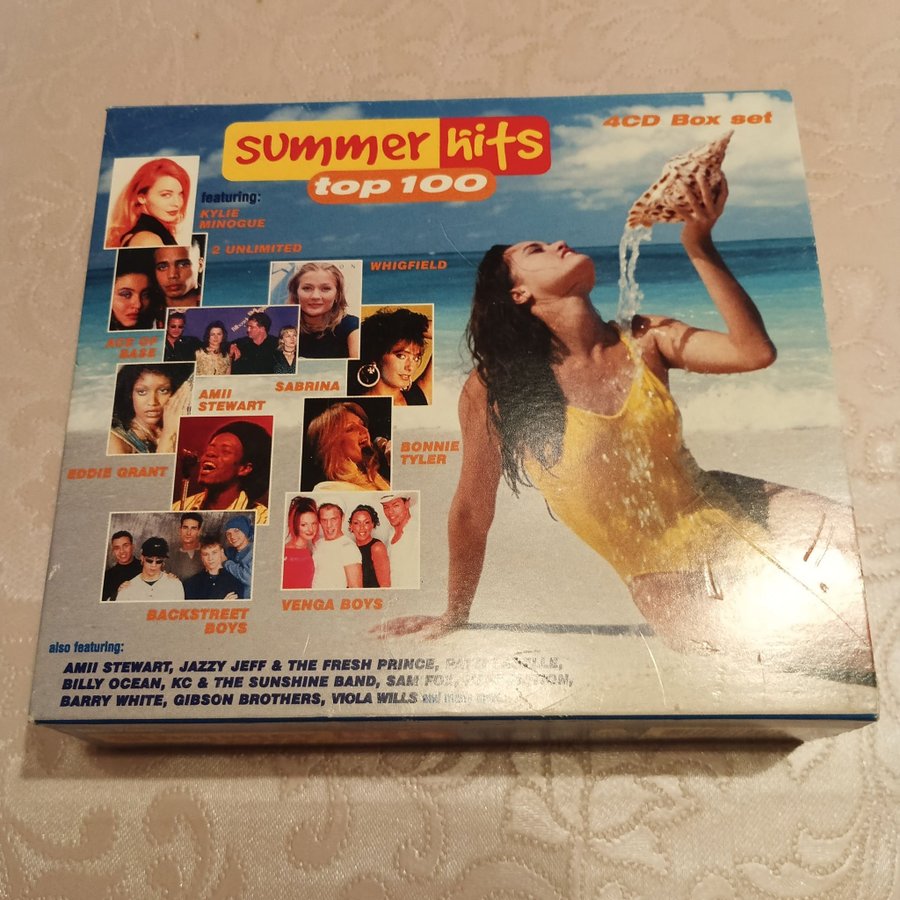 summer hits
top 100
4CD Box set
featuring:
KYLIE
MINOGUE
2 UNLIMITED
WHIGFIELD
ACE OF
BASE
SABRINA
AMII
STEWART
BONNIE
TYLER
EDDIE GRANT
BACKSTREET
BOYS
VENGA BOYS
also featuring:
AMII STEWART, JAZZY JEFF & THE FRESH PRINCE,
BILLY OCEAN, KC & THE SUNSHINE BAND, SAM FOX,
BARRY WHITE, GIBSON BROTHERS, VIOLA WILLS and